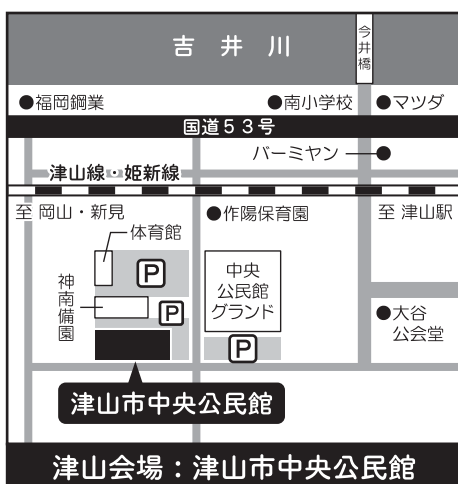 吉井川
今井橋
●福岡鋼業
●南小学校
●マツダ
国道53号
バーミヤン
津山線・姫新線
至 岡山・新見
●作陽保育園
至 津山駅
体育館
P
神南備園
P
中央
公民館
グランド
●大谷
公会堂
P
津山市中央公民館
津山会場：津山市中央公民館